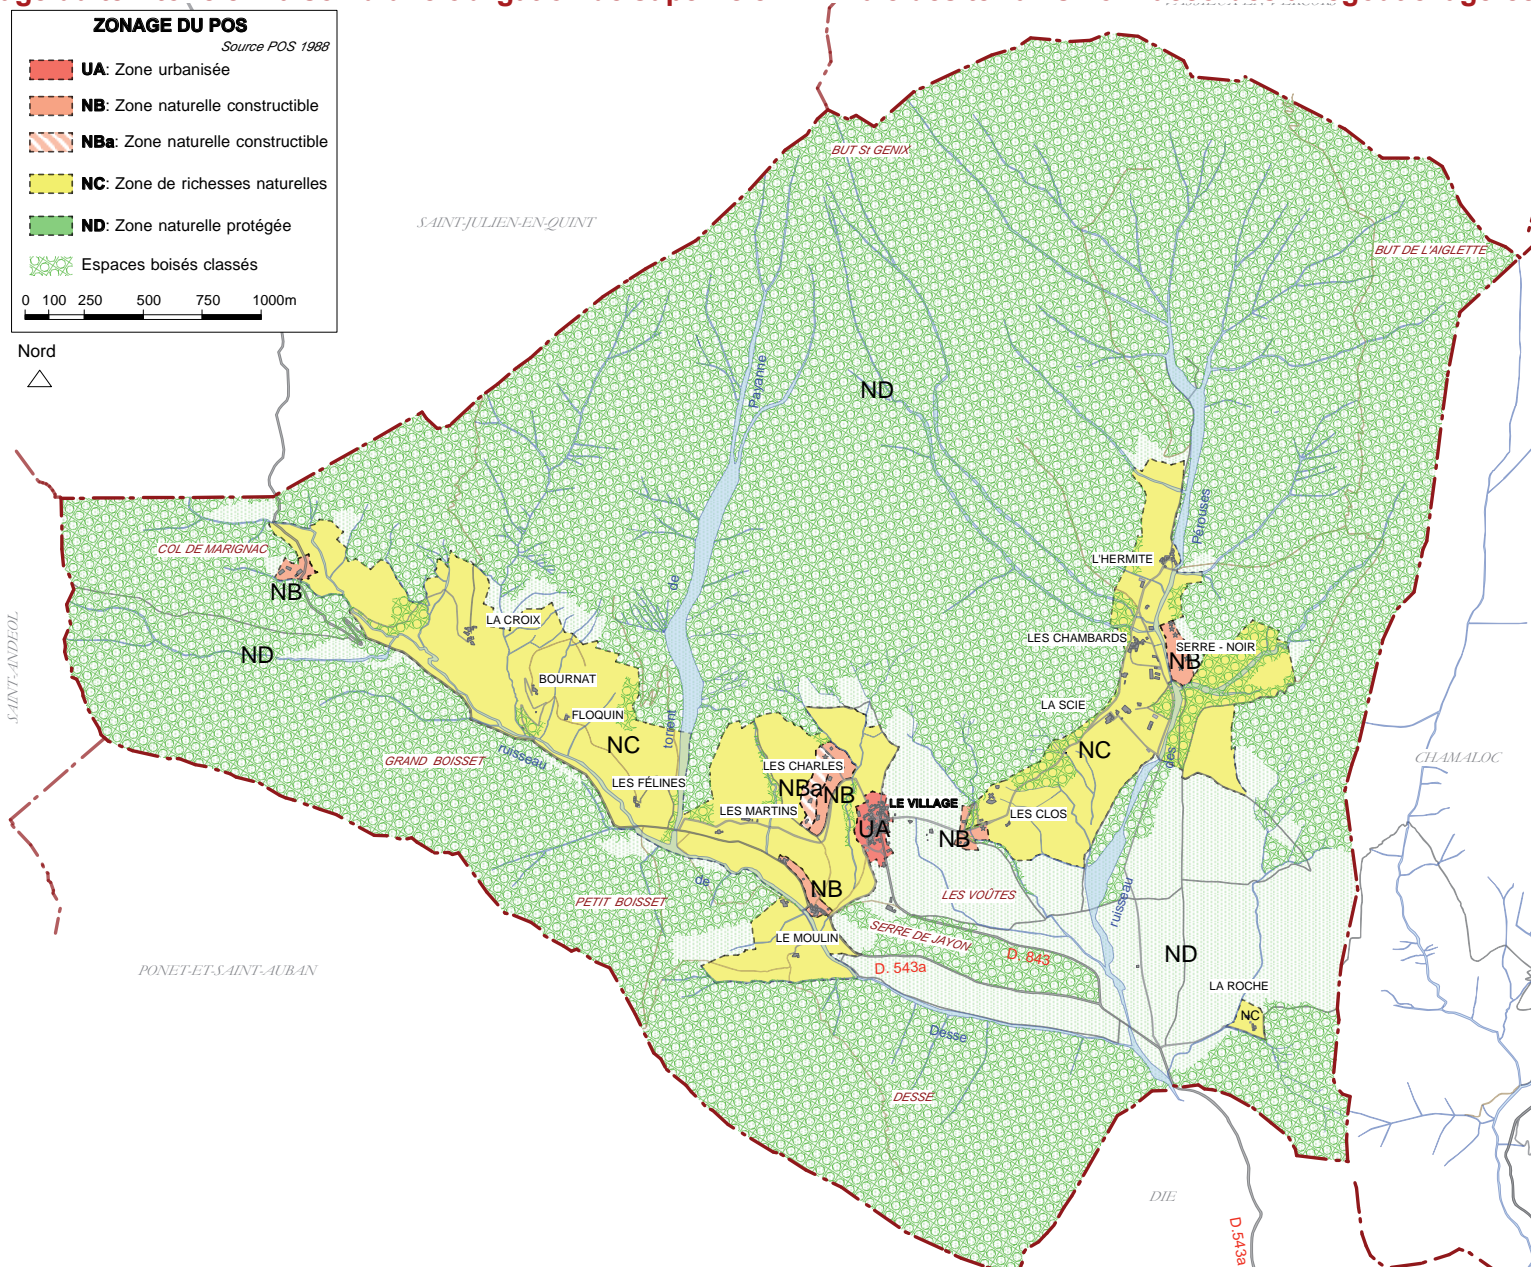 ZONAGE DU POS
Source POS 1988
UA: Zone urbanisée
NB: Zone naturelle constructible
NBa: Zone naturelle constructible
NC: Zone de richesses naturelles
ND: Zone naturelle protégée
Espaces boisés classés
0 100 250 500 750 1000m
Nord
BUT St GENIX
SAINT-JULIEN-EN-QUINT
BUT DE L'AIGLETTE
Payanne
ND
Pérouses
COL DE MARIGNAC
L'HERMITE
de
NB
LA CROIX
LES CHAMBARDS
SERRE - NOIR
NB
SAINT-ANDEOL
ND
BOURNAT
LA SCIE
FLOQUIN
torrent
NC
NC
ruisseau
des
GRAND BOISSET
CHAMALOC
LES CHARLES
LES FÉLINES
NBa
NB
LE VILLAGE
LES MARTINS
LES CLOS
UA
NB
de
NB
LES VOÛTES
PETIT BOISSET
ruisseau
SERRE DE JAYON
LE MOULIN
D. 843
ND
D. 543a
PONET-ET-SAINT-AUBAN
LA ROCHE
NC
Desse
DESSE
DIE
D.543a